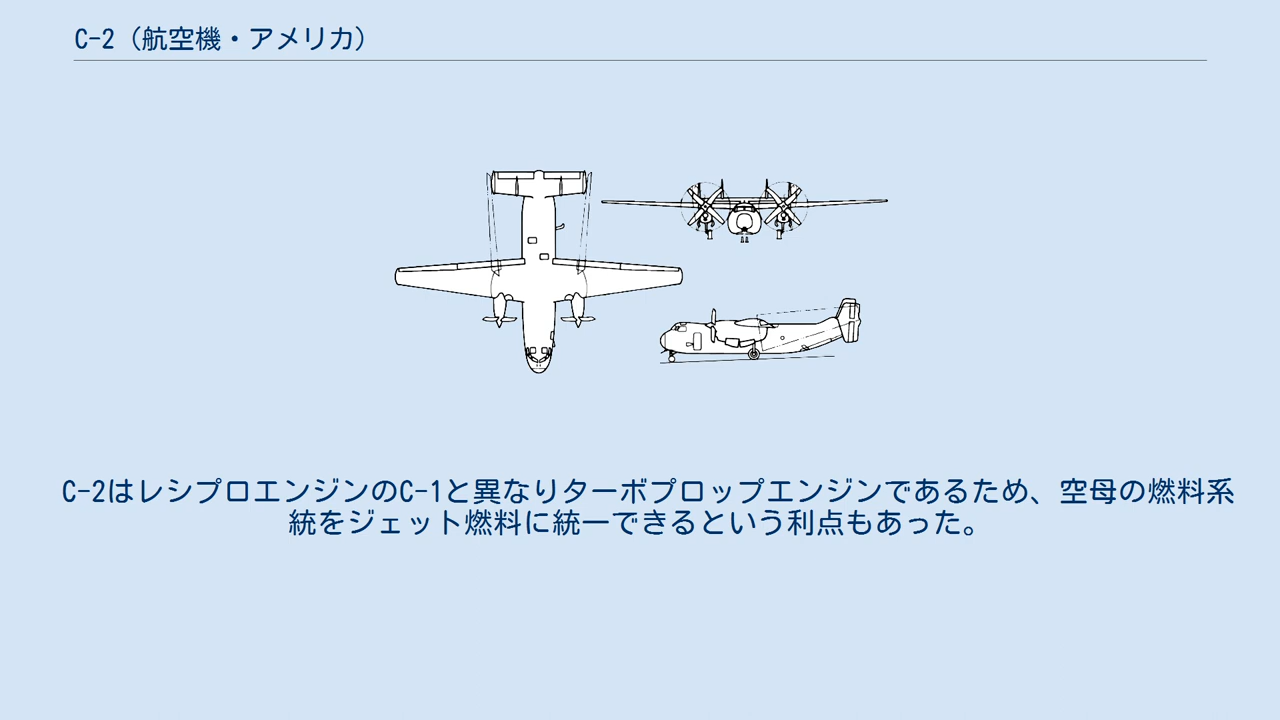 C-2（航空機・アメリカ）
C-2はレシプロエンジンのC-1と異なりターボプロップエンジンであるため、空母の燃料系
統をジェット燃料に統一できるという利点もあった。